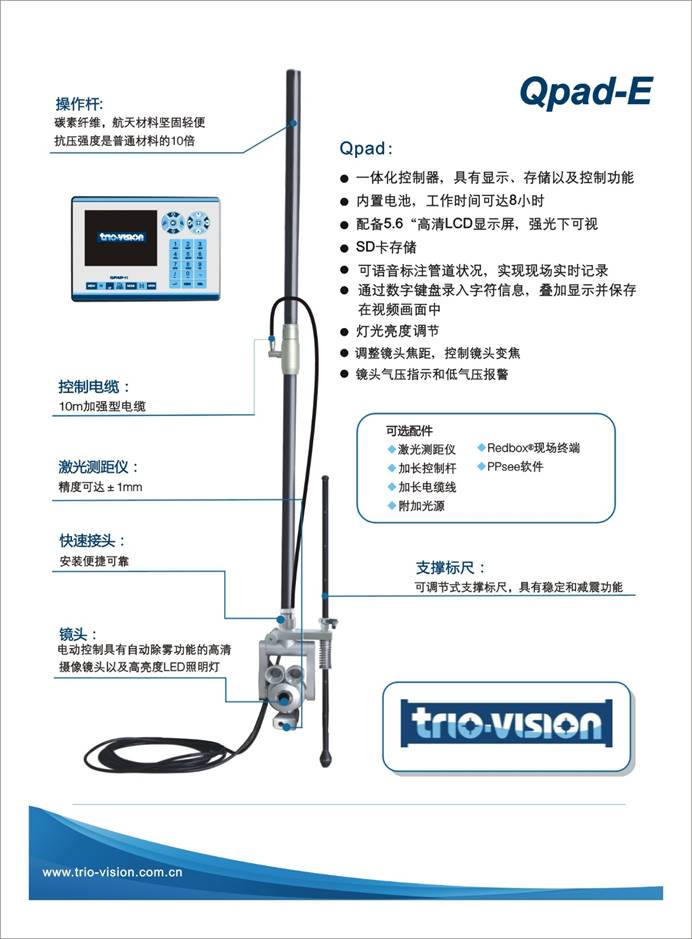 Qpad-E
操作杆:
碳素纤维，航天材料坚固轻便
抗压强度是普通材料的10倍
trio-vision
QPAD-II
Qpad：
● 一体化控制器，具有显示、存储以及控制功能
● 内置电池，工作时间可达8小时
● 配备5.6“高清LCD显示屏，强光下可视
● SD卡存储
● 可语音标注管道状况，实现现场实时记录
● 通过数字键盘录入字符信息，叠加显示并保存
在视频画面中
● 灯光亮度调节
● 调整镜头焦距，控制镜头变焦
● 镜头气压指示和低气压报警
控制电缆：
10m加强型电缆
可选配件
◆激光测距仪
◆加长控制杆
◆加长电缆线
◆附加光源
◆Redbox®现场终端
◆PPsee软件
激光测距仪：
精度可达±1mm
快速接头：
安装便捷可靠
支撑标尺：
可调节式支撑标尺，具有稳定和减震功能
镜头：
电动控制具有自动除雾功能的高清
摄像镜头以及高亮度LED照明灯
trio-vision
www.trio-vision.com.cn